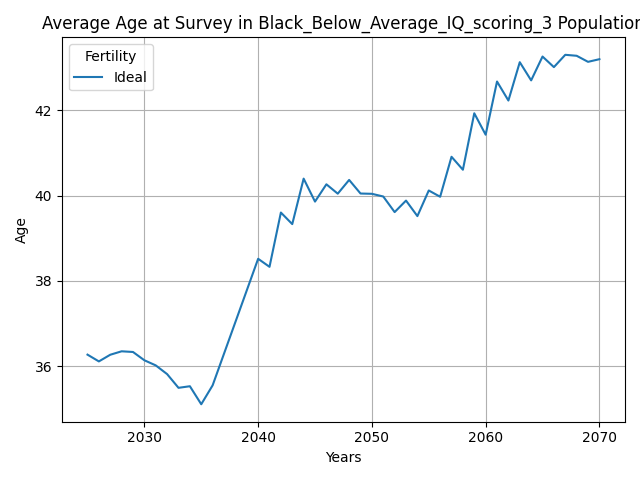 Average Age at Survey in Black_Below_Average_IQ_scoring_3 Population
Fertility
Ideal
Age
42
40
38
36
2030 2040 2050 2060 2070
Years